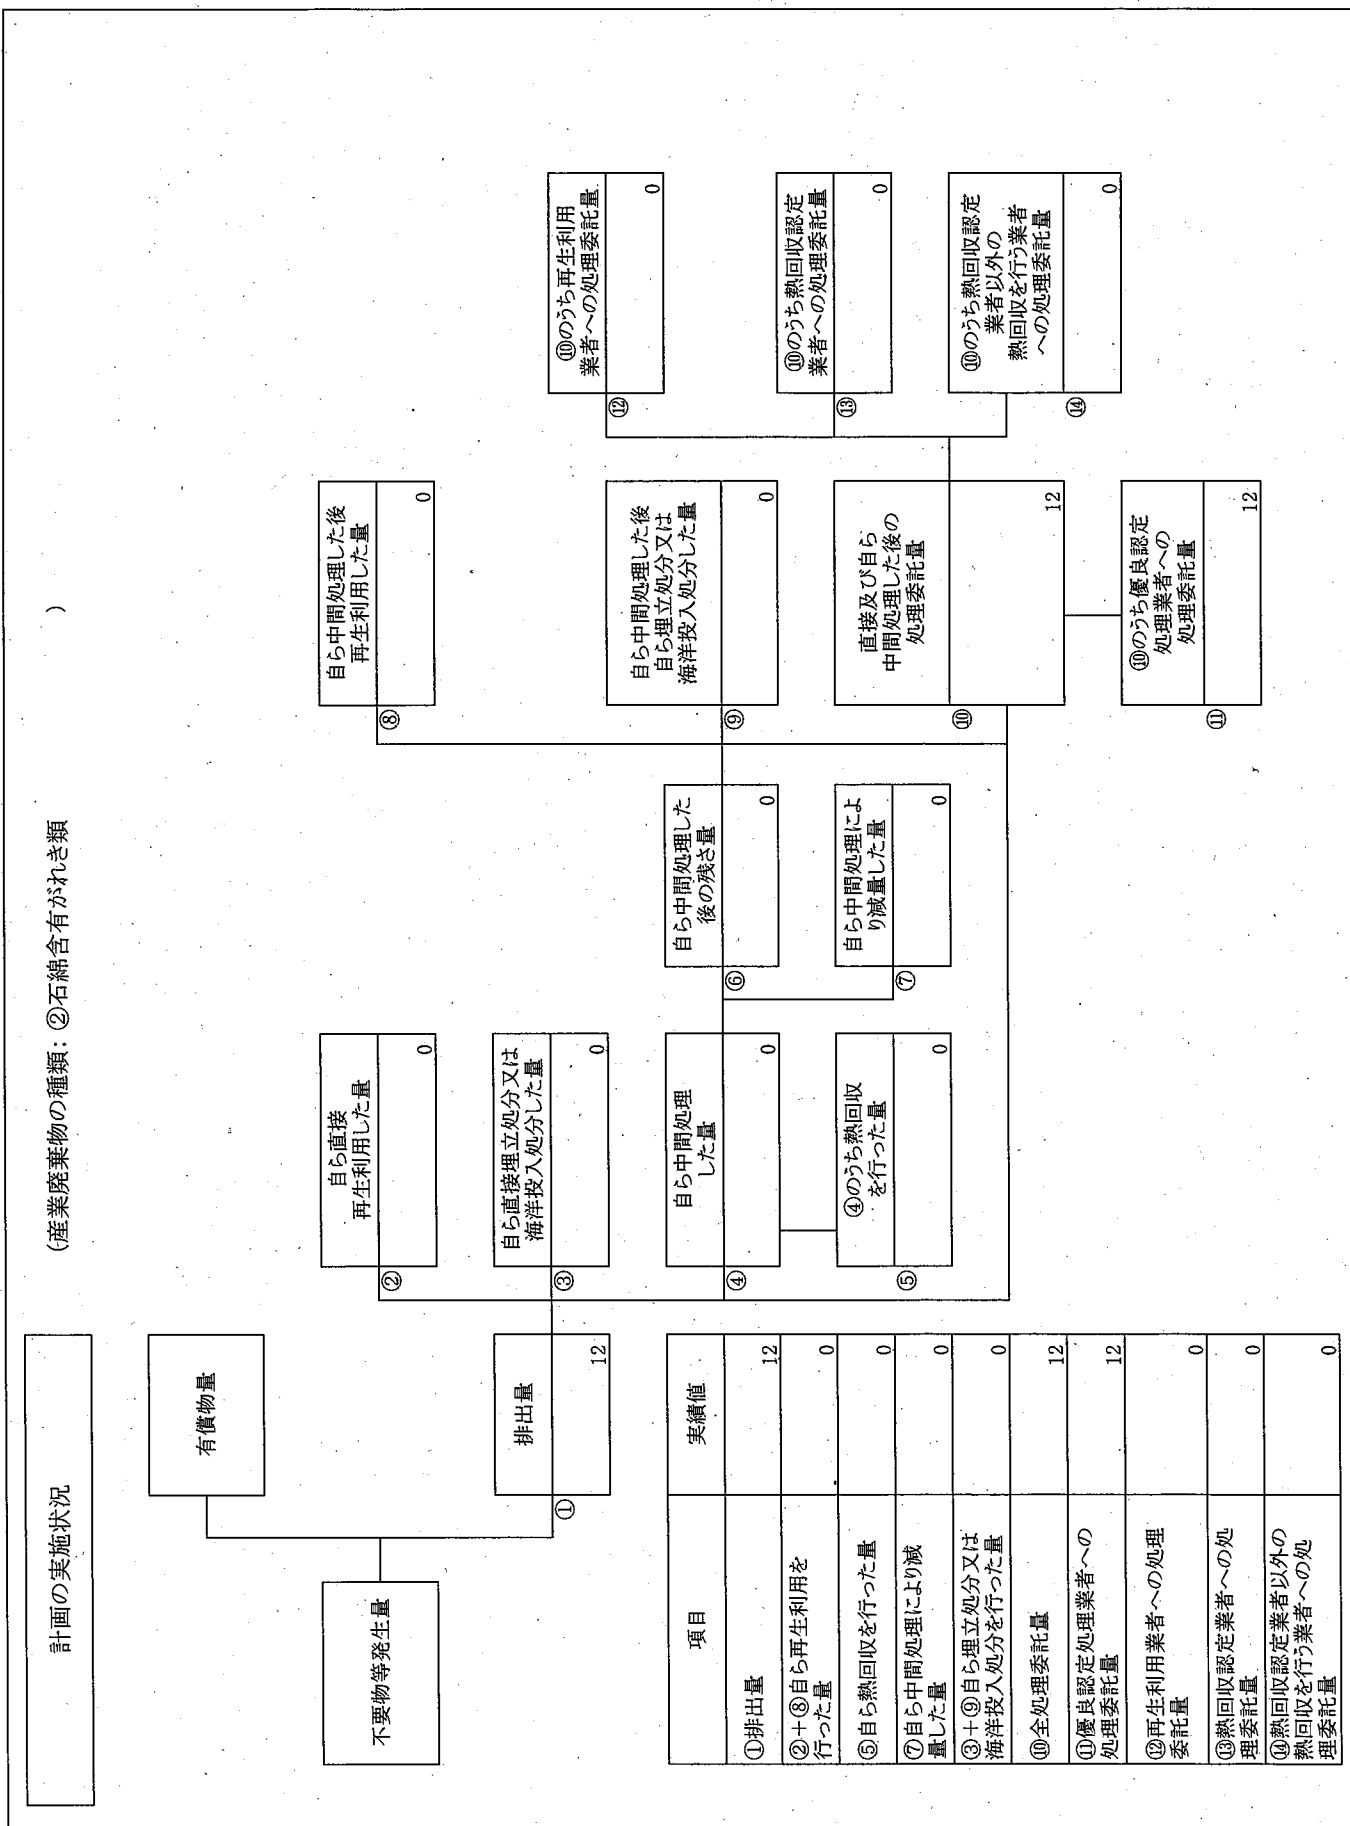 計画の実施状況
(産業廃棄物の種類:②石綿含有がれき類 )
不要物等発生量
有償物量
①
排出量
12
②
自ら直接
再生利用した量
0
③
自ら直接埋立処分又は
海洋投入処分した量
0
④
自ら中間処理
した量
0
⑤
④のうち熱回収
を行った量
0
⑥
自ら中間処理した
後の残さ量
0
⑦
自ら中間処理によ
り減量した量
0
⑧
自ら中間処理した後
再生利用した量
0
⑨
自ら中間処理した後
自ら埋立処分又は
海洋投入処分した量
0
⑩
直接及び自ら
中間処理した後の
処理委託量
12
⑪
⑩のうち優良認定
処理業者への
処理委託量
12
⑫
⑩のうち再生利用
業者への処理委託量
0
⑬
⑩のうち熱回収認定
業者への処理委託量
0
⑭
⑩のうち熱回収認定
業者以外の
熱回収を行う業者
への処理委託量
0
項目 実績値
①排出量 12
②+⑧自ら再生利用を
行った量 0
⑤自ら熱回収を行った量 0
⑦自ら中間処理により減
量した量 0
③+⑨自ら埋立処分又は
海洋投入処分を行った量 0
⑩全処理委託量 12
⑪優良認定処理業者への
処理委託量 12
⑫再生利用業者への処理
委託量 0
⑬熱回収認定業者への処
理委託量 0
⑭熱回収認定業者以外の
熱回収を行う業者への処
理委託量 0